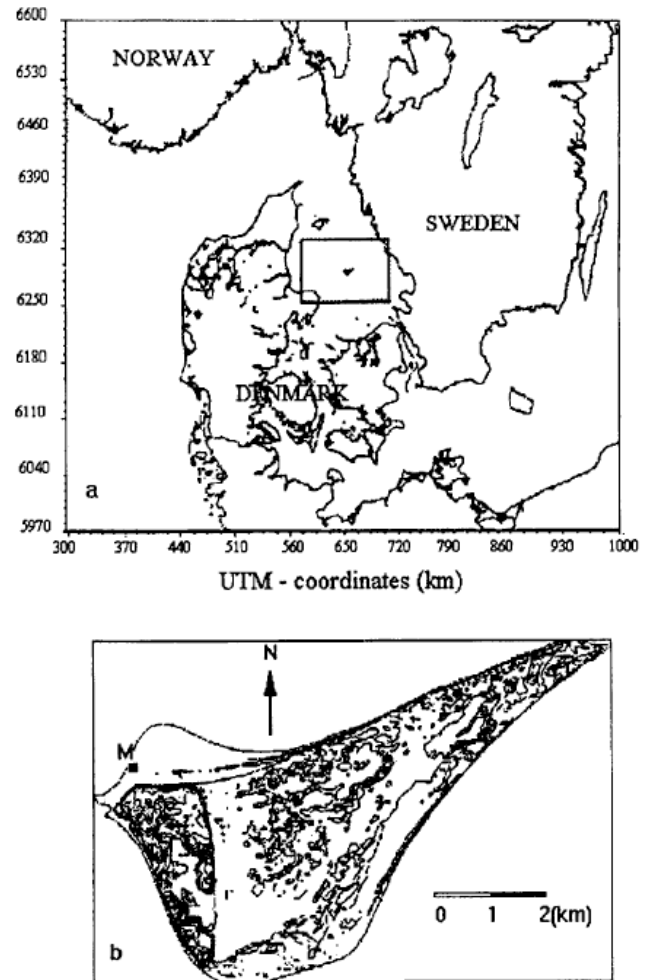 6600
NORWAY
6530
6460
6390
SWEDEN
6320
6250
6180
DENMARK
6110
6040
a
5970
300 370 440 510 560 650 720 790 860 930 1000
UTM - coordinates (km)
N
M
r
0 1 2(km)
b